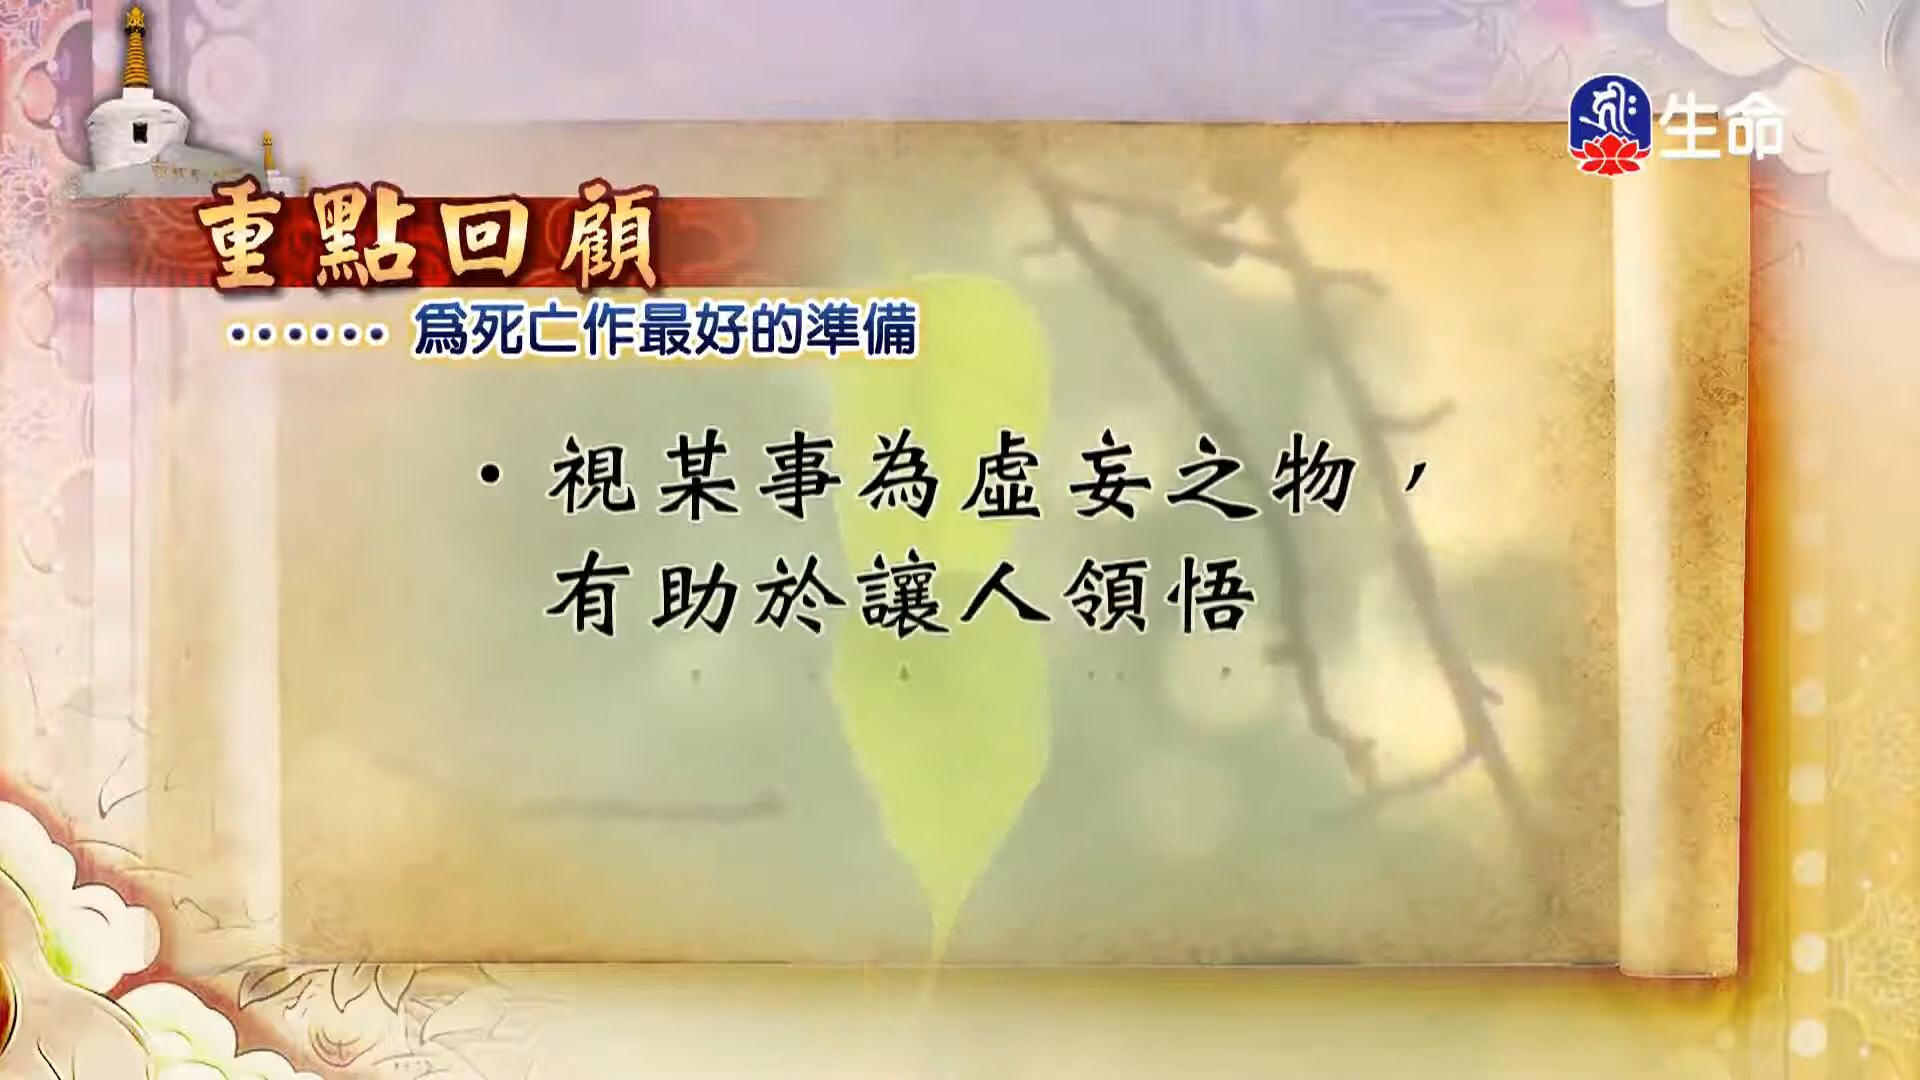 生命
重點回顧
······ 為死亡作最好的準備
· 視某事為虛妄之物，
有助於讓人領悟